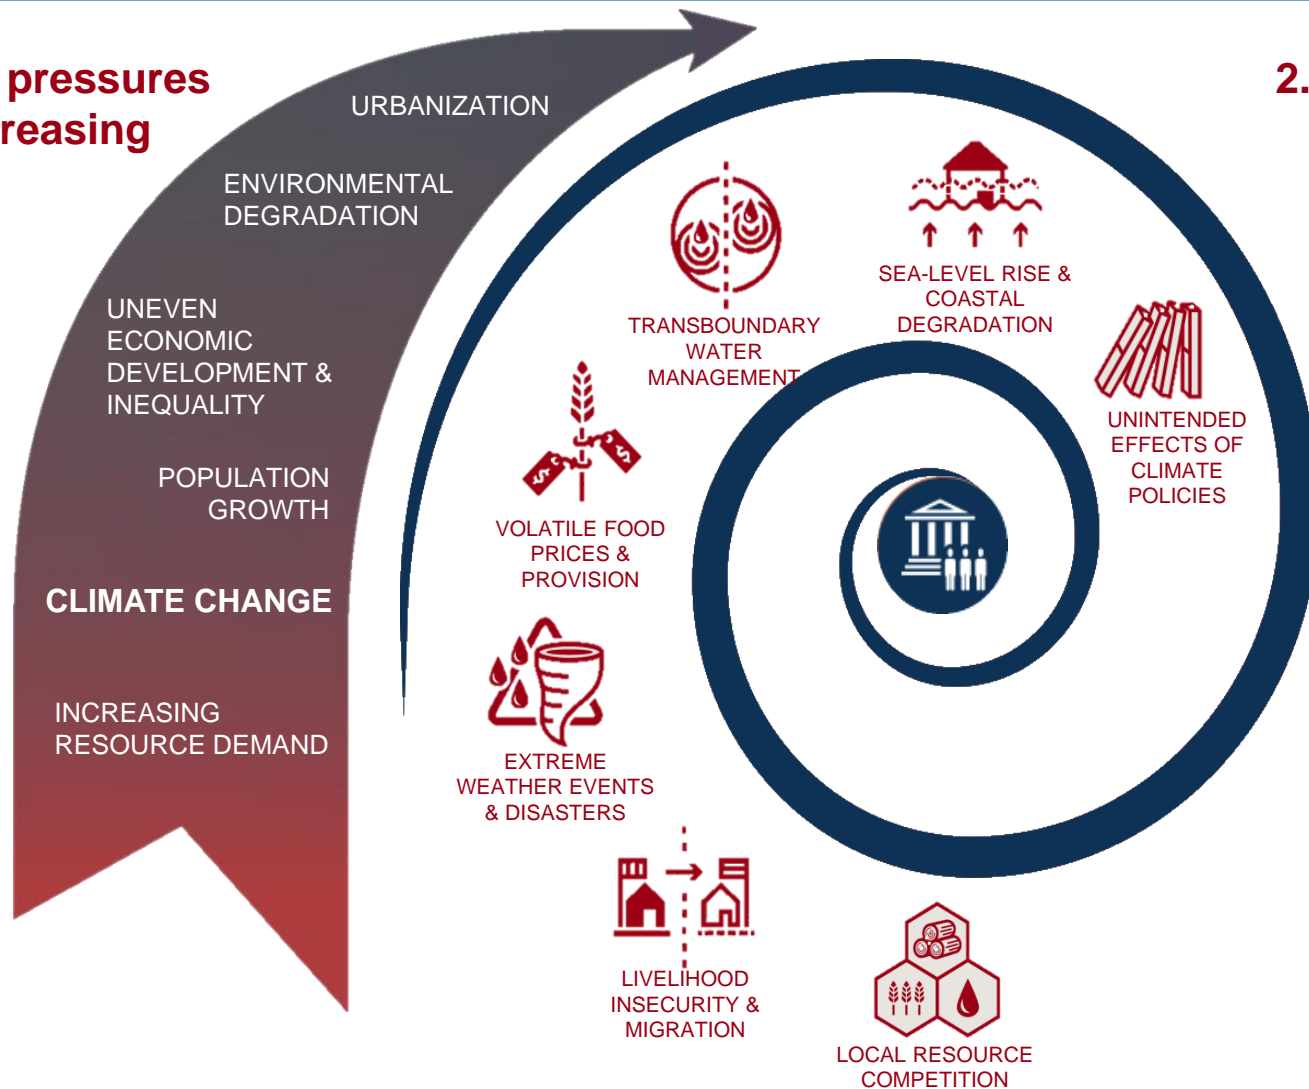 pressures
reasing
2.
URBANIZATION
ENVIRONMENTAL
DEGRADATION
UNEVEN
ECONOMIC
DEVELOPMENT &
INEQUALITY
POPULATION
GROWTH
CLIMATE CHANGE
INCREASING
RESOURCE DEMAND
TRANSBOUNDARY
WATER
MANAGEMENT
SEA-LEVEL RISE &
COASTAL
DEGRADATION
UNINTENDED
EFFECTS OF
CLIMATE
POLICIES
$ $
VOLATILE FOOD
PRICES &
PROVISION
EXTREME
WEATHER EVENTS
& DISASTERS
LIVELIHOOD
INSECURITY &
MIGRATION
LOCAL RESOURCE
COMPETITION